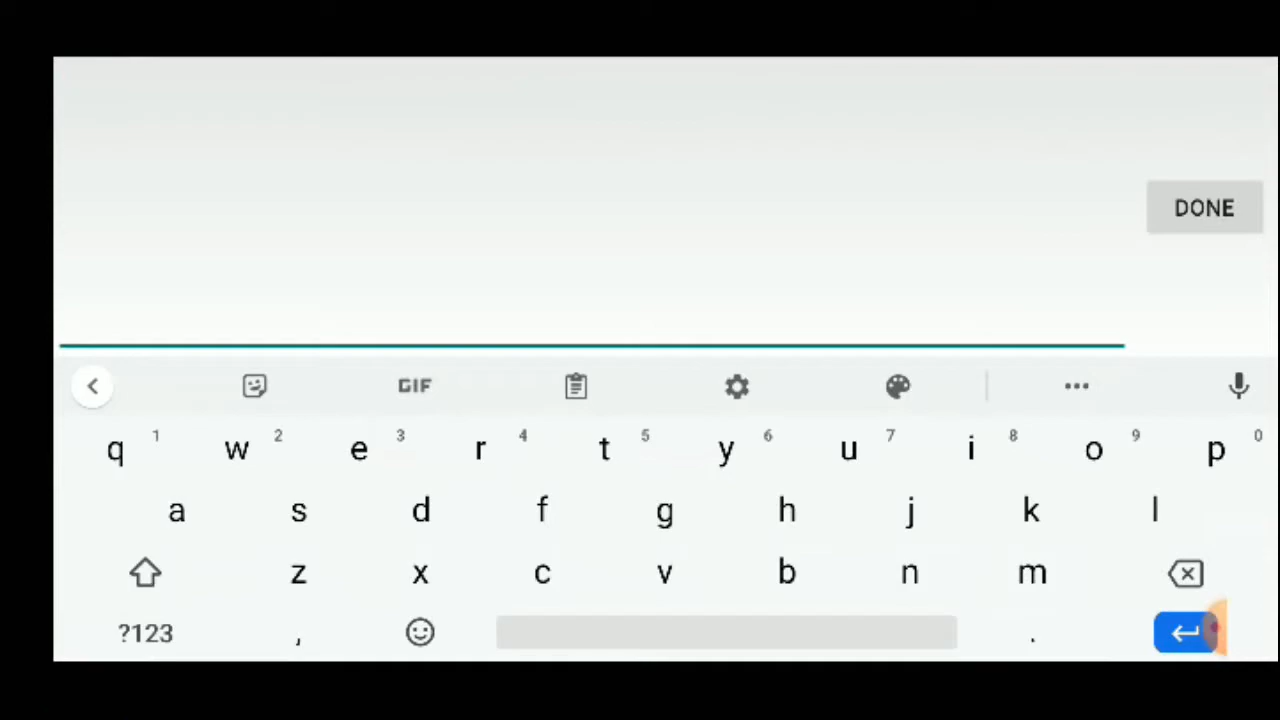 DONE
GIF
q 1 w 2 e 3 r 4 t 5 y 6 u 7 i 8 o 9 p 0
a s d f g h j k l
z x c v b n m
?123 , .